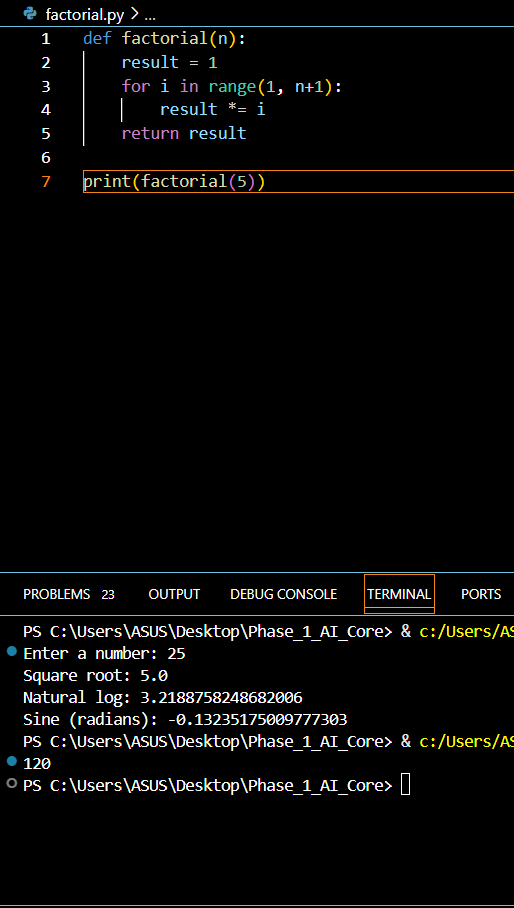 factorial.py > ...
1 def factorial(n):
2     result = 1
3     for i in range(1, n+1):
4         result *= i
5     return result
6
7 print(factorial(5))
PROBLEMS 23 OUTPUT DEBUG CONSOLE TERMINAL PORTS
PS C:\Users\ASUS\Desktop\Phase_1_AI_Core> & c:/Users/AS
Enter a number: 25
Square root: 5.0
Natural log: 3.2188758248682006
Sine (radians): -0.13235175009777303
PS C:\Users\ASUS\Desktop\Phase_1_AI_Core> & c:/Users/AS
120
PS C:\Users\ASUS\Desktop\Phase_1_AI_Core>